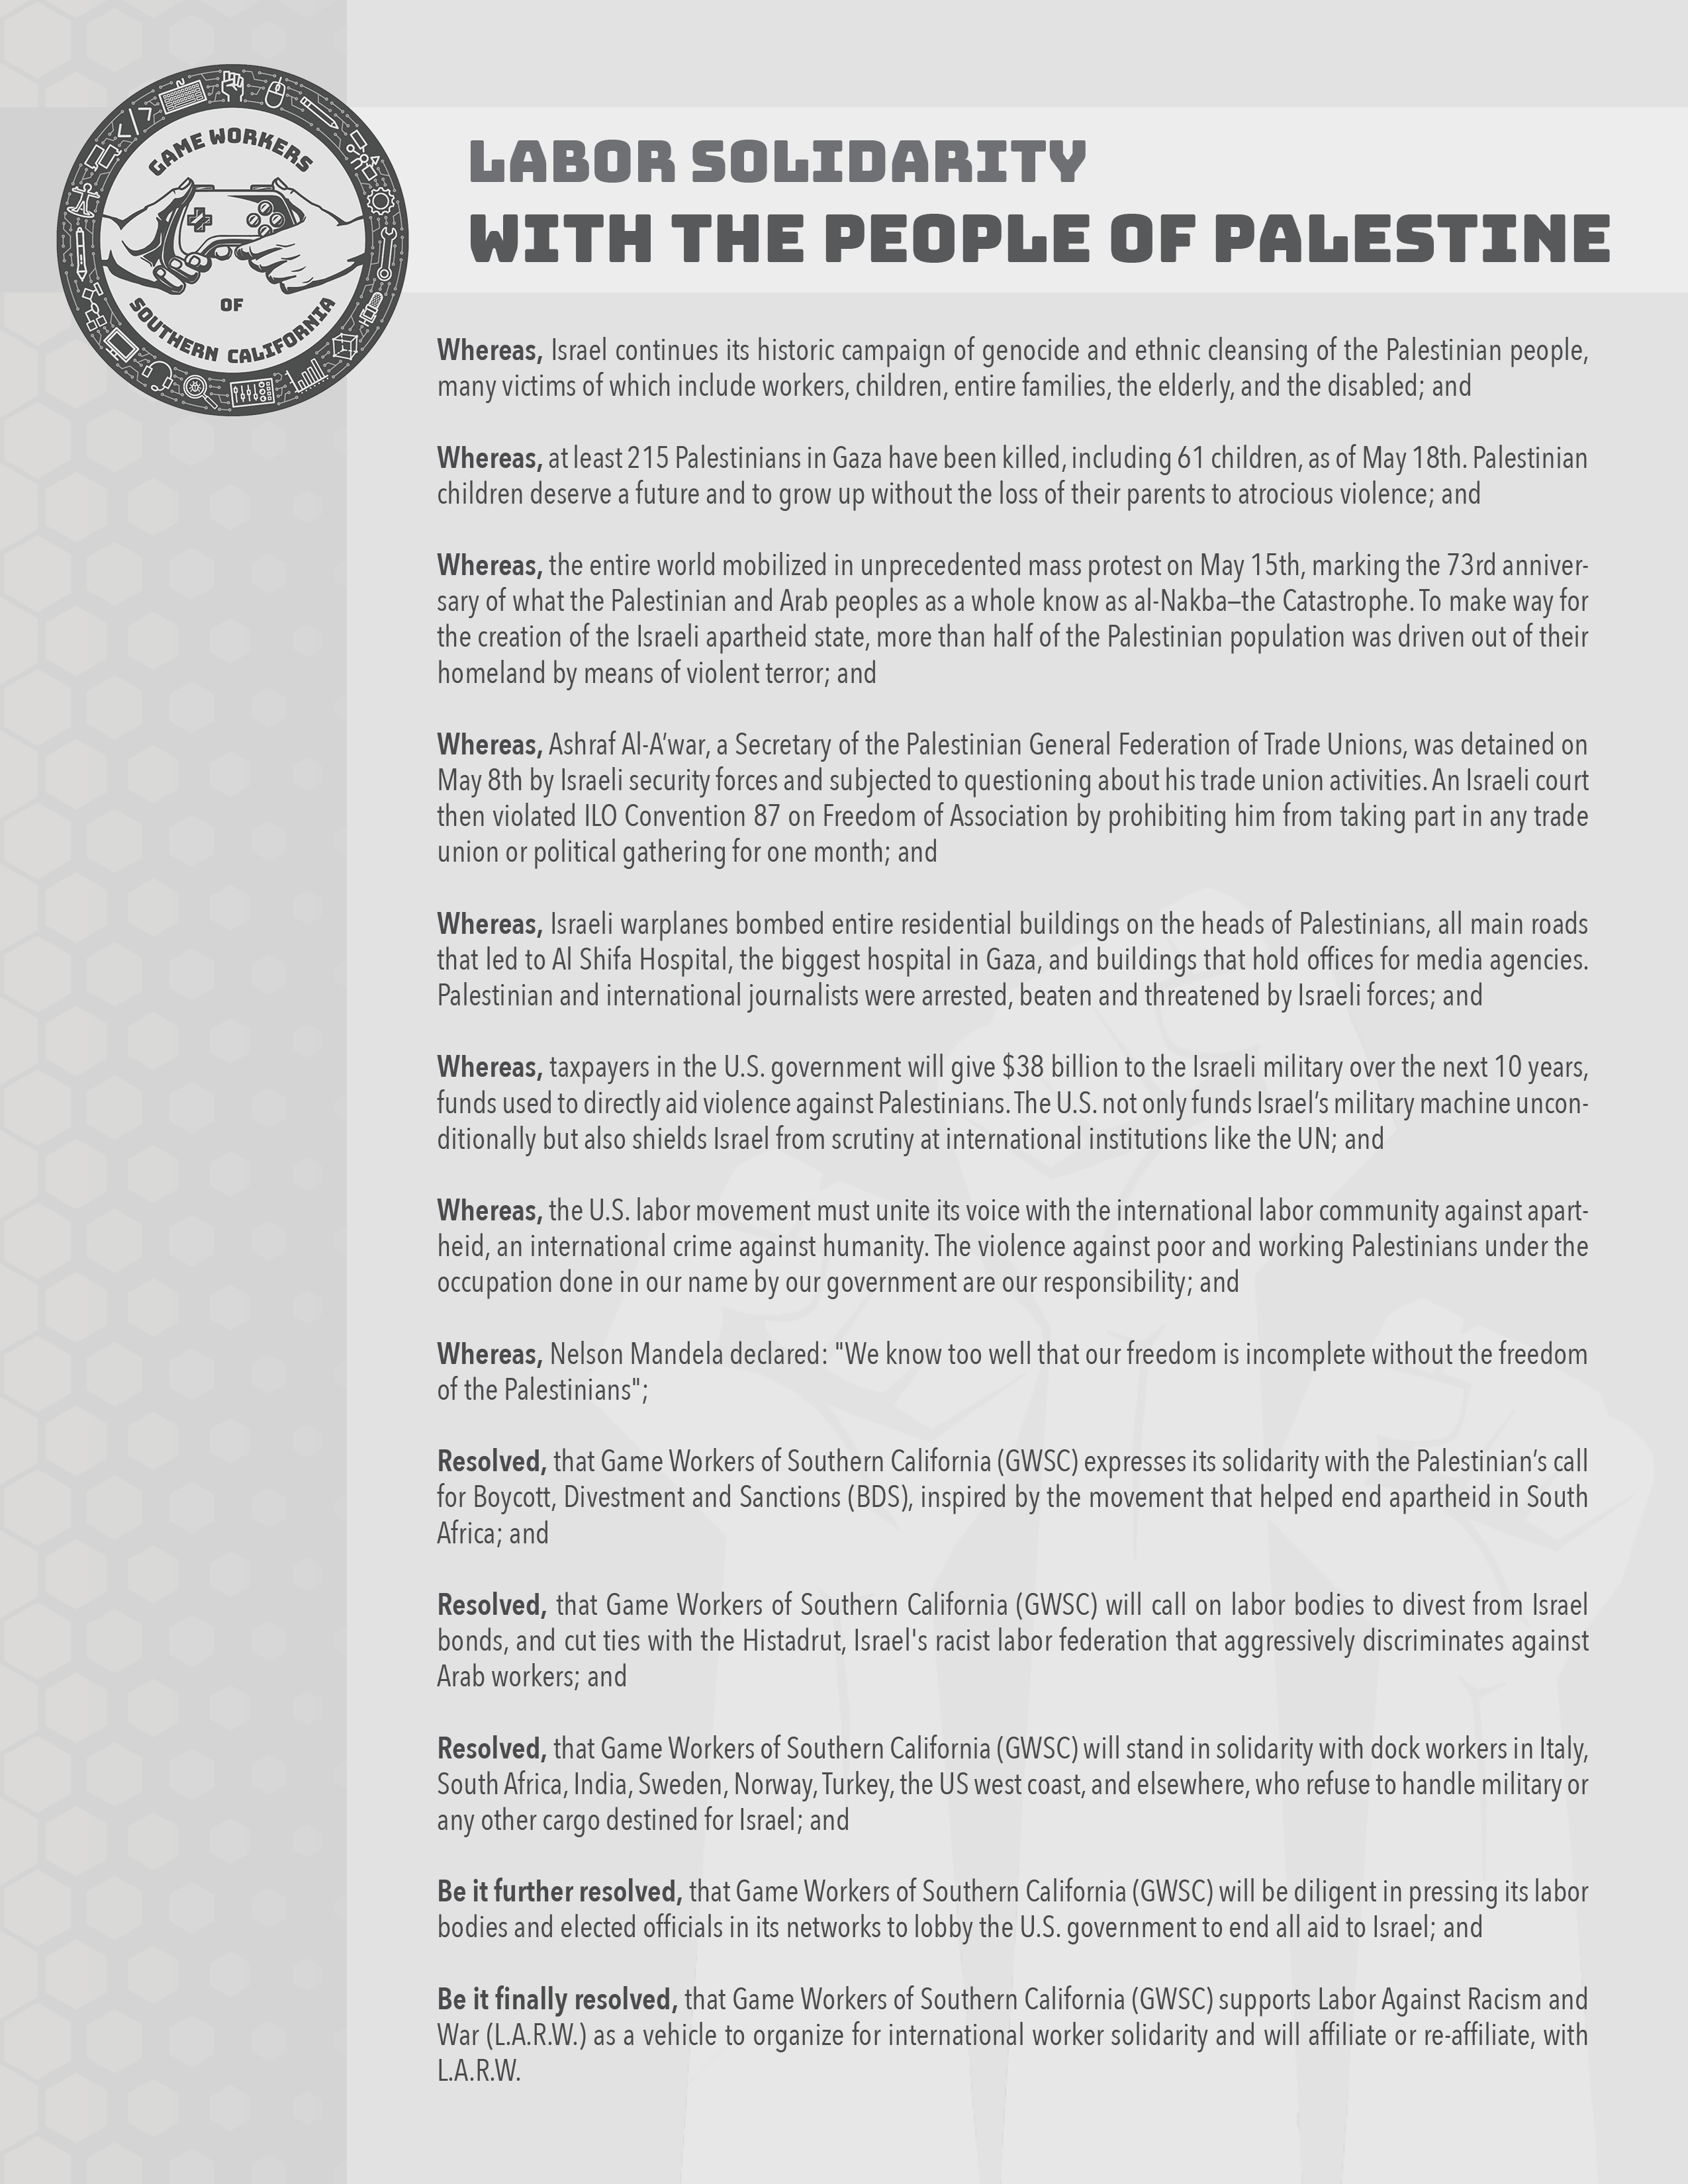 GAME WORKERS
OF
SOUTHERN CALIFORNIA
LABOR SOLIDARITY
WITH THE PEOPLE OF PALESTINE
Whereas, Israel continues its historic campaign of genocide and ethnic cleansing of the Palestinian people,
many victims of which include workers, children, entire families, the elderly, and the disabled; and
Whereas, at least 215 Palestinians in Gaza have been killed, including 61 children, as of May 18th. Palestinian
children deserve a future and to grow up without the loss of their parents to atrocious violence; and
Whereas, the entire world mobilized in unprecedented mass protest on May 15th, marking the 73rd anniver-
sary of what the Palestinian and Arab peoples as a whole know as al-Nakba—the Catastrophe. To make way for
the creation of the Israeli apartheid state, more than half of the Palestinian population was driven out of their
homeland by means of violent terror; and
Whereas, Ashraf Al-A’war, a Secretary of the Palestinian General Federation of Trade Unions, was detained on
May 8th by Israeli security forces and subjected to questioning about his trade union activities. An Israeli court
then violated ILO Convention 87 on Freedom of Association by prohibiting him from taking part in any trade
union or political gathering for one month; and
Whereas, Israeli warplanes bombed entire residential buildings on the heads of Palestinians, all main roads
that led to Al Shifa Hospital, the biggest hospital in Gaza, and buildings that hold offices for media agencies.
Palestinian and international journalists were arrested, beaten and threatened by Israeli forces; and
Whereas, taxpayers in the U.S. government will give $38 billion to the Israeli military over the next 10 years,
funds used to directly aid violence against Palestinians. The U.S. not only funds Israel’s military machine uncon-
ditionally but also shields Israel from scrutiny at international institutions like the UN; and
Whereas, the U.S. labor movement must unite its voice with the international labor community against apart-
heid, an international crime against humanity. The violence against poor and working Palestinians under the
occupation done in our name by our government are our responsibility; and
Whereas, Nelson Mandela declared: "We know too well that our freedom is incomplete without the freedom
of the Palestinians";
Resolved, that Game Workers of Southern California (GWSC) expresses its solidarity with the Palestinian’s call
for Boycott, Divestment and Sanctions (BDS), inspired by the movement that helped end apartheid in South
Africa; and
Resolved, that Game Workers of Southern California (GWSC) will call on labor bodies to divest from Israel
bonds, and cut ties with the Histadrut, Israel's racist labor federation that aggressively discriminates against
Arab workers; and
Resolved, that Game Workers of Southern California (GWSC) will stand in solidarity with dock workers in Italy,
South Africa, India, Sweden, Norway, Turkey, the US west coast, and elsewhere, who refuse to handle military or
any other cargo destined for Israel; and
Be it further resolved, that Game Workers of Southern California (GWSC) will be diligent in pressing its labor
bodies and elected officials in its networks to lobby the U.S. government to end all aid to Israel; and
Be it finally resolved, that Game Workers of Southern California (GWSC) supports Labor Against Racism and
War (L.A.R.W.) as a vehicle to organize for international worker solidarity and will affiliate or re-affiliate, with
L.A.R.W.